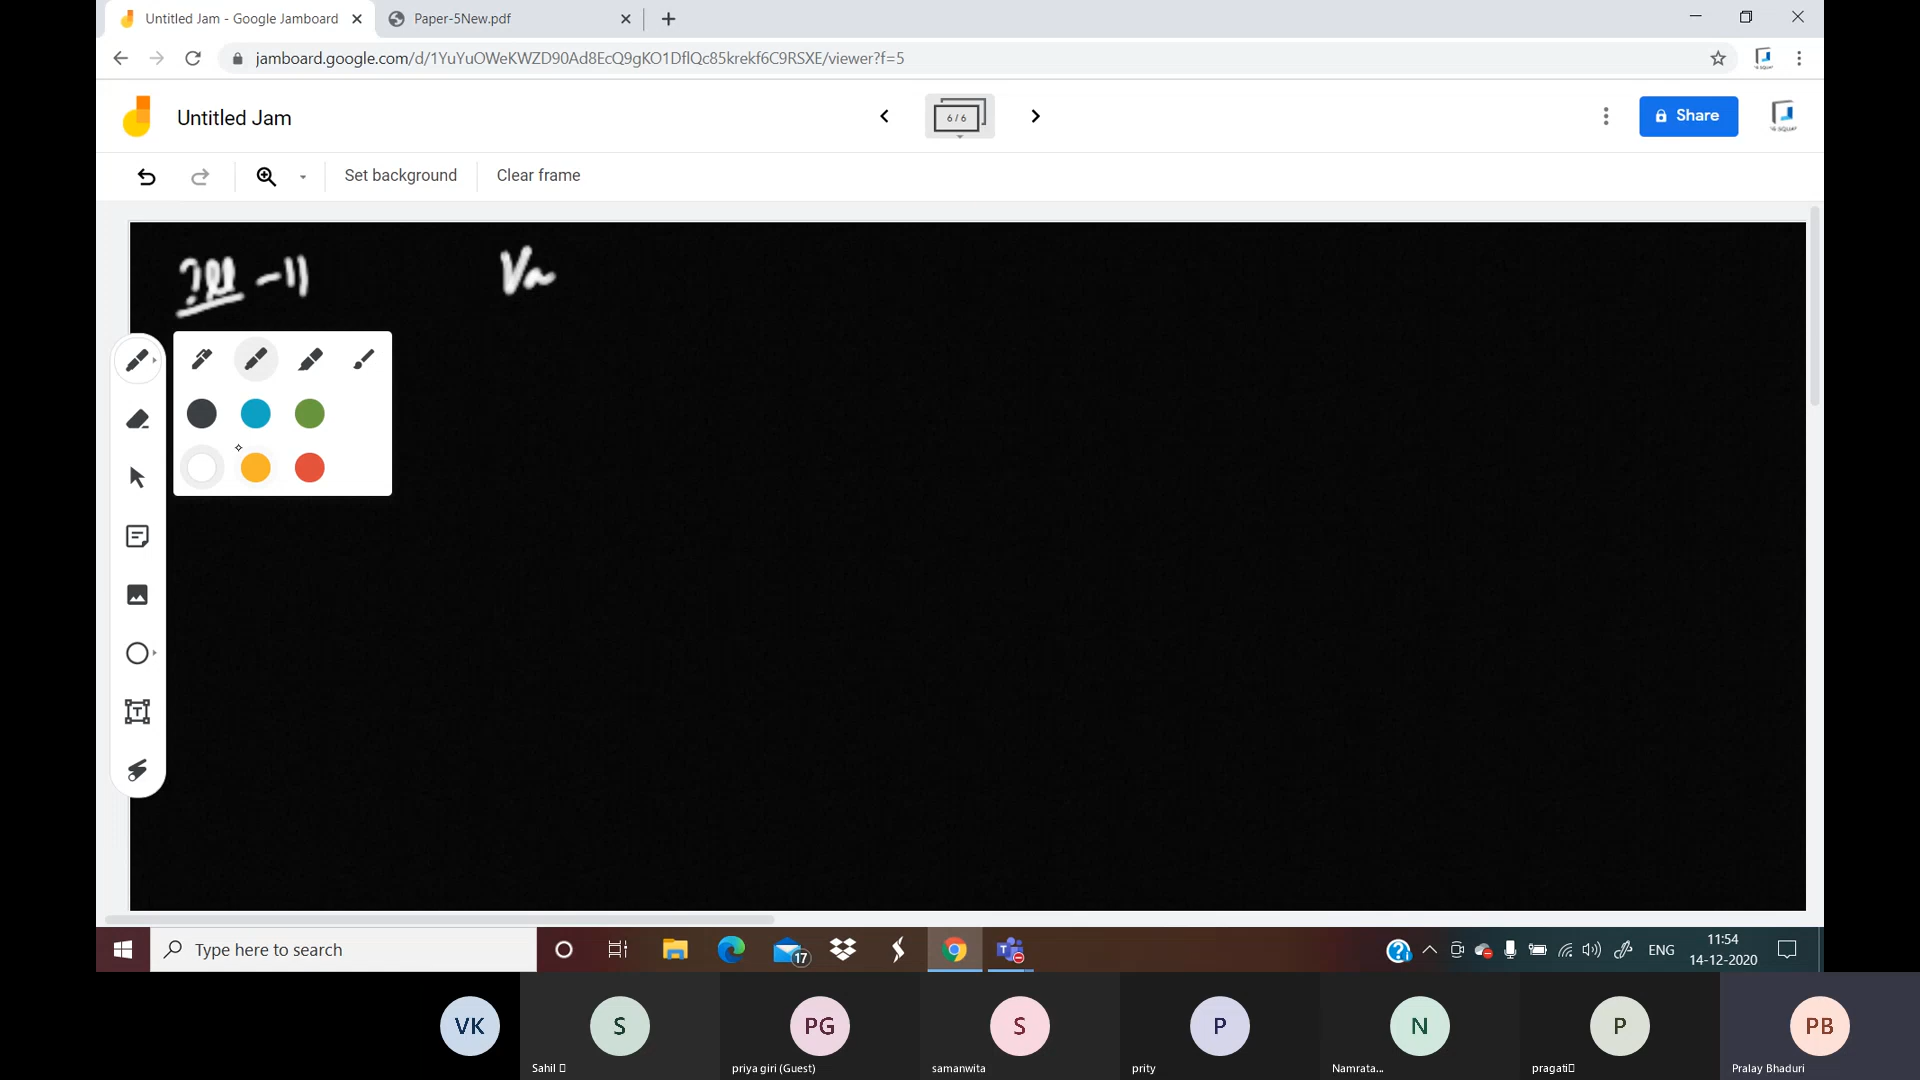 Untitled Jam - Google Jamboard
Paper-5New.pdf
jamboard.google.com/d/1YuYuOWeKWZD90Ad8EcQ9gKO1DflQc85krekf6C9RSXE/viewer?f=5
Untitled Jam
6 / 6
Share
Set background
Clear frame
Ill - 11
T
Type here to search
17
ENG
11:54
14-12-2020
VK
S
PG
S
P
N
P
PB
Sahil
priya giri (Guest)
samanwita
prity
Namrata...
pragati
Pralay Bhaduri